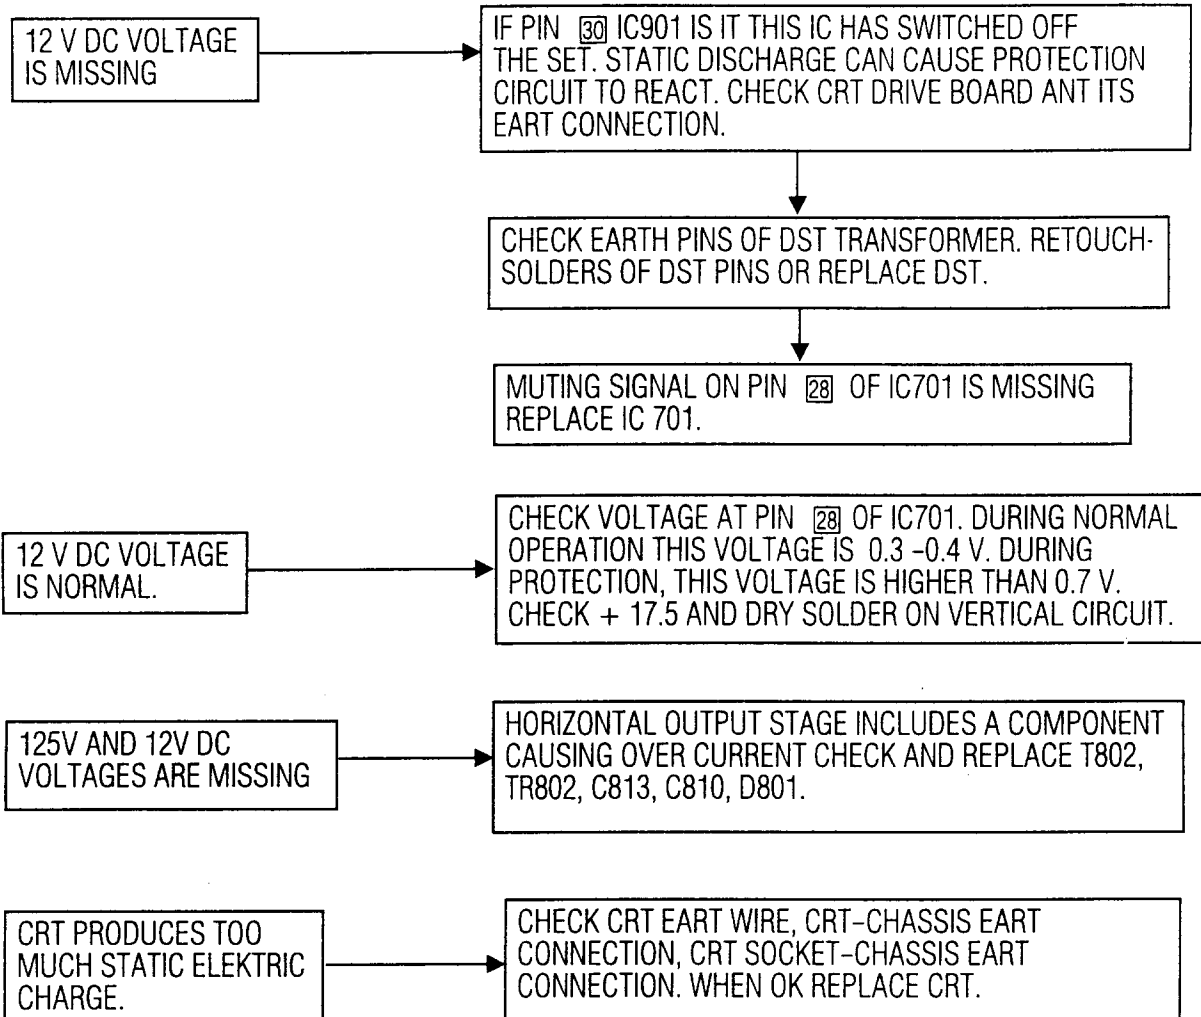 12 V DC VOLTAGE
IS MISSING
IF PIN 30 IC901 IS IT THIS IC HAS SWITCHED OFF
THE SET. STATIC DISCHARGE CAN CAUSE PROTECTION
CIRCUIT TO REACT. CHECK CRT DRIVE BOARD ANT ITS
EART CONNECTION.
CHECK EARTH PINS OF DST TRANSFORMER. RETOUCH-
SOLDERS OF DST PINS OR REPLACE DST.
MUTING SIGNAL ON PIN 28 OF IC701 IS MISSING
REPLACE IC 701.
12 V DC VOLTAGE
IS NORMAL.
CHECK VOLTAGE AT PIN 28 OF IC701. DURING NORMAL
OPERATION THIS VOLTAGE IS 0.3 –0.4 V. DURING
PROTECTION, THIS VOLTAGE IS HIGHER THAN 0.7 V.
CHECK + 17.5 AND DRY SOLDER ON VERTICAL CIRCUIT.
125V AND 12V DC
VOLTAGES ARE MISSING
HORIZONTAL OUTPUT STAGE INCLUDES A COMPONENT
CAUSING OVER CURRENT CHECK AND REPLACE T802,
TR802, C813, C810, D801.
CRT PRODUCES TOO
MUCH STATIC ELEKTRIC
CHARGE.
CHECK CRT EART WIRE, CRT–CHASSIS EART
CONNECTION, CRT SOCKET–CHASSIS EART
CONNECTION. WHEN OK REPLACE CRT.